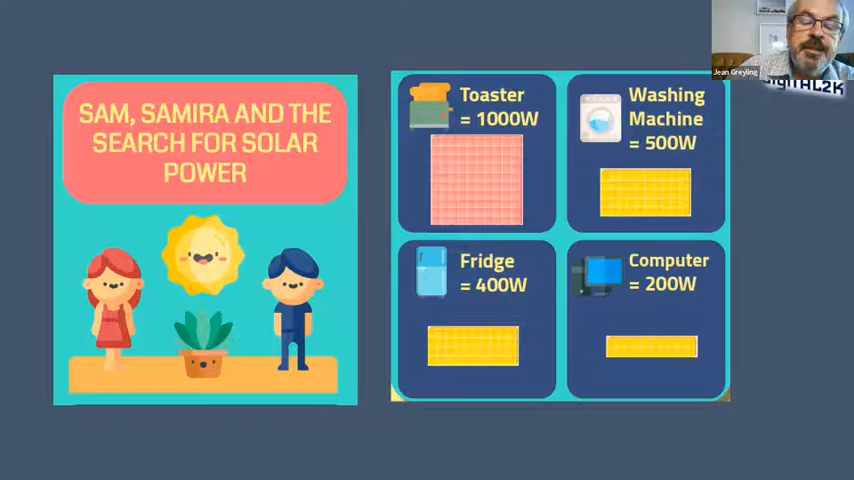 SAM, SAMIRA AND THE
SEARCH FOR SOLAR
POWER
Toaster
= 1000W
Washing
Machine
= 500W
Fridge
= 400W
Computer
= 200W
Jean Greyling